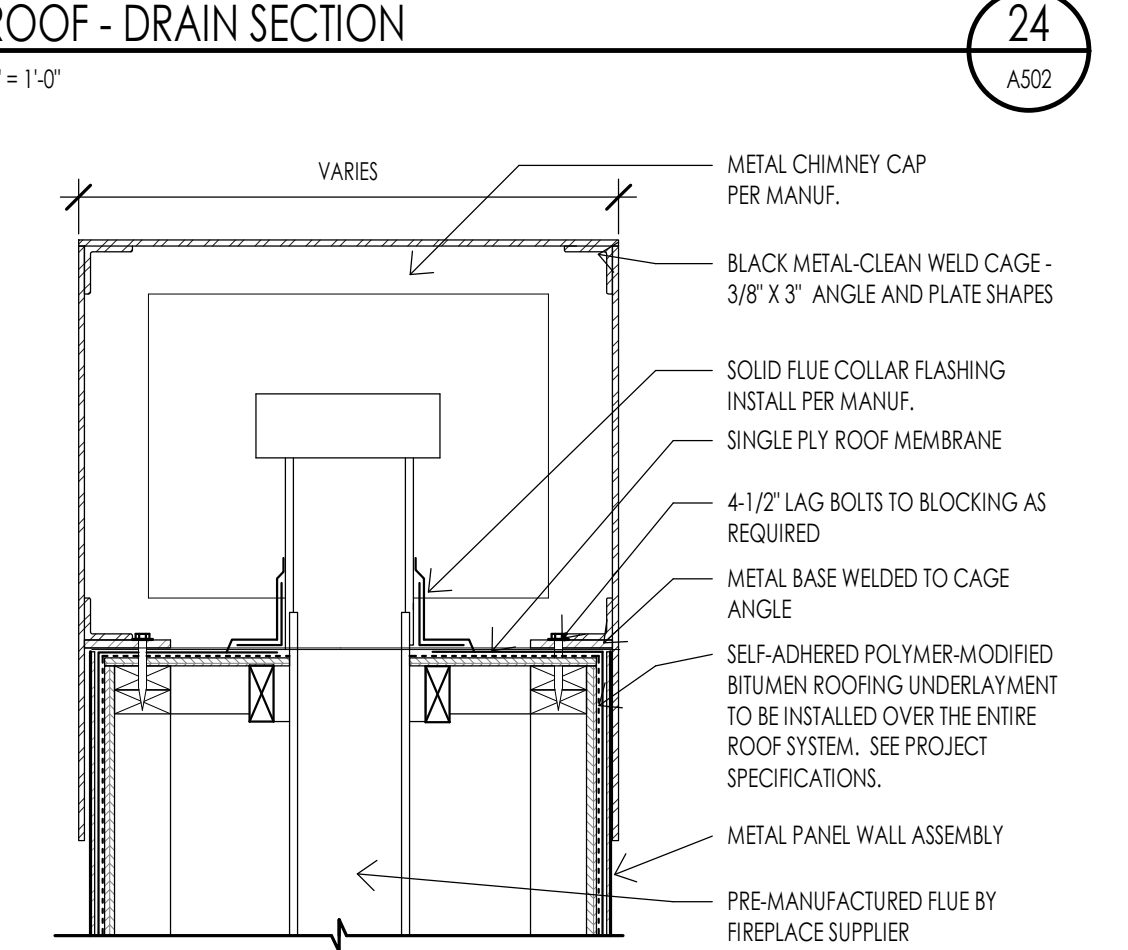 ROOF - DRAIN SECTION
24
" = 1'-0"
A502
VARIES
METAL CHIMNEY CAP
PER MANUF.
BLACK METAL-CLEAN WELD CAGE -
3/8" X 3" ANGLE AND PLATE SHAPES
SOLID FLUE COLLAR FLASHING
INSTALL PER MANUF.
SINGLE PLY ROOF MEMBRANE
4-1/2" LAG BOLTS TO BLOCKING AS
REQUIRED
METAL BASE WELDED TO CAGE
ANGLE
SELF-ADHERED POLYMER-MODIFIED
BITUMEN ROOFING UNDERLAYMENT
TO BE INSTALLED OVER THE ENTIRE
ROOF SYSTEM. SEE PROJECT
SPECIFICATIONS.
METAL PANEL WALL ASSEMBLY
PRE-MANUFACTURED FLUE BY
FIREPLACE SUPPLIER